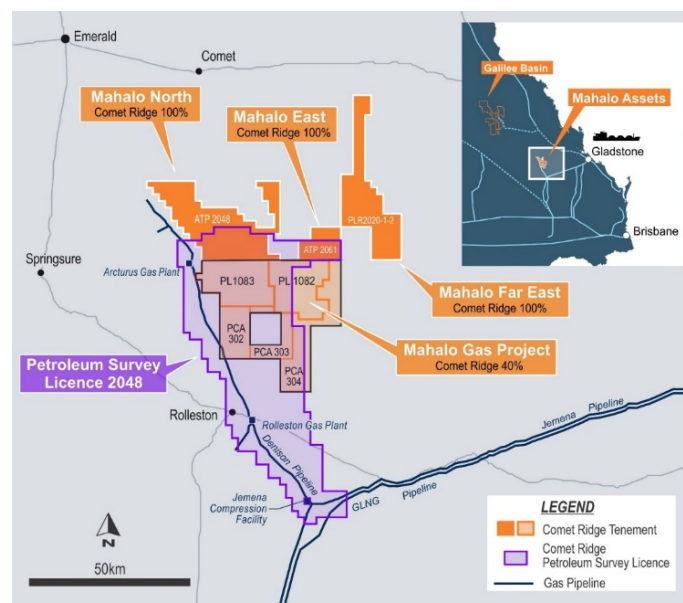 Emerald
Comet
Mahalo North
Comet Ridge 100%
Mahalo East
Comet Ridge 100%
Galilee Basin
Mahalo Assets
Gladstone
Brisbane
ATP 2048
PLR2020-1-2
ATP 2061
Springsure
Arcturus Gas Plant
PL1083
PL 1082
Mahalo Far East
Comet Ridge 100%
PCA
302
PCA 303
PCA
304
Mahalo Gas Project
Comet Ridge 40%
Petroleum Survey
Licence 2048
Rolleston
Rolleston Gas Plant
Denison Pipeline
Jemena
Compression
Facility
Jemena Pipeline
GLNG Pipeline
N
50km
LEGEND
Comet Ridge Tenement
Comet Ridge
Petroleum Survey Licence
Gas Pipeline